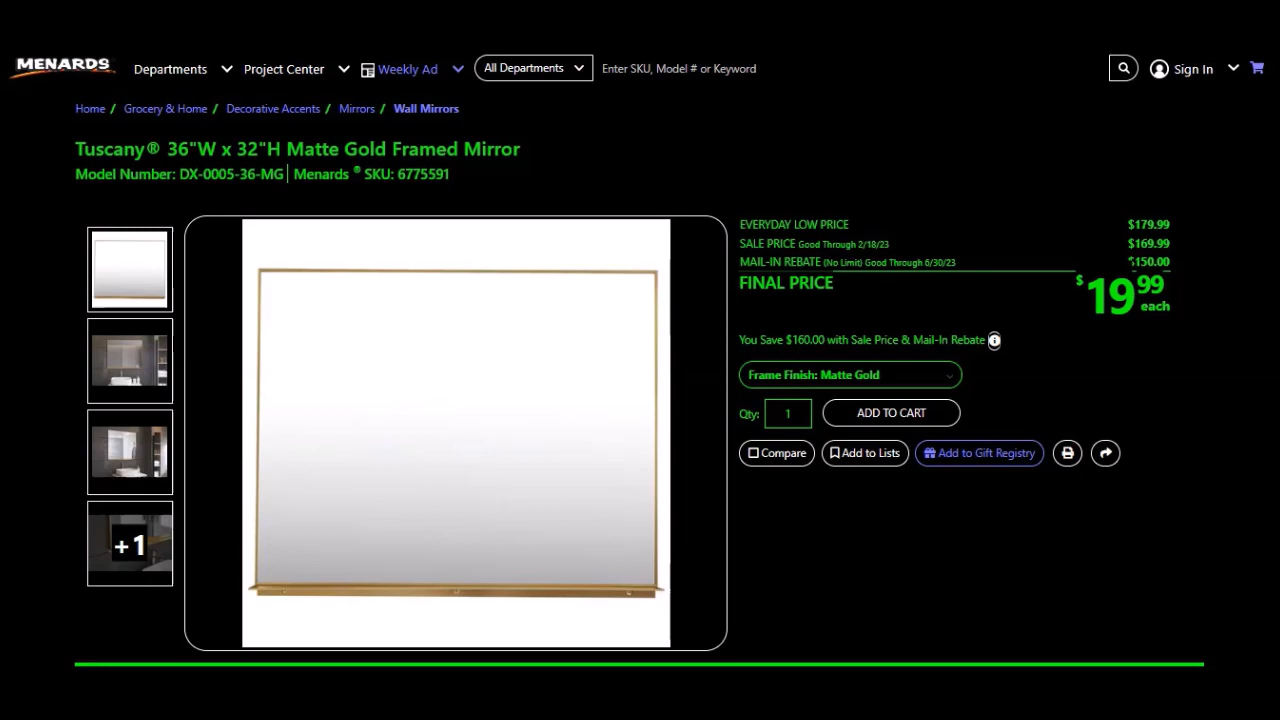 MENARDS
Departments Project Center Weekly Ad All Departments Enter SKU, Model # or Keyword Sign In
Home / Grocery & Home / Decorative Accents / Mirrors / Wall Mirrors
Tuscany® 36"W x 32"H Matte Gold Framed Mirror
Model Number: DX-0005-36-MG | Menards ® SKU: 6775591
EVERYDAY LOW PRICE $179.99
SALE PRICE Good Through 2/18/23 $169.99
MAIL-IN REBATE (No Limit) Good Through 6/30/23 $150.00
FINAL PRICE $19 99 each
You Save $160.00 with Sale Price & Mail-In Rebate
Frame Finish: Matte Gold
Qty: 1 ADD TO CART
Compare Add to Lists Add to Gift Registry
+1